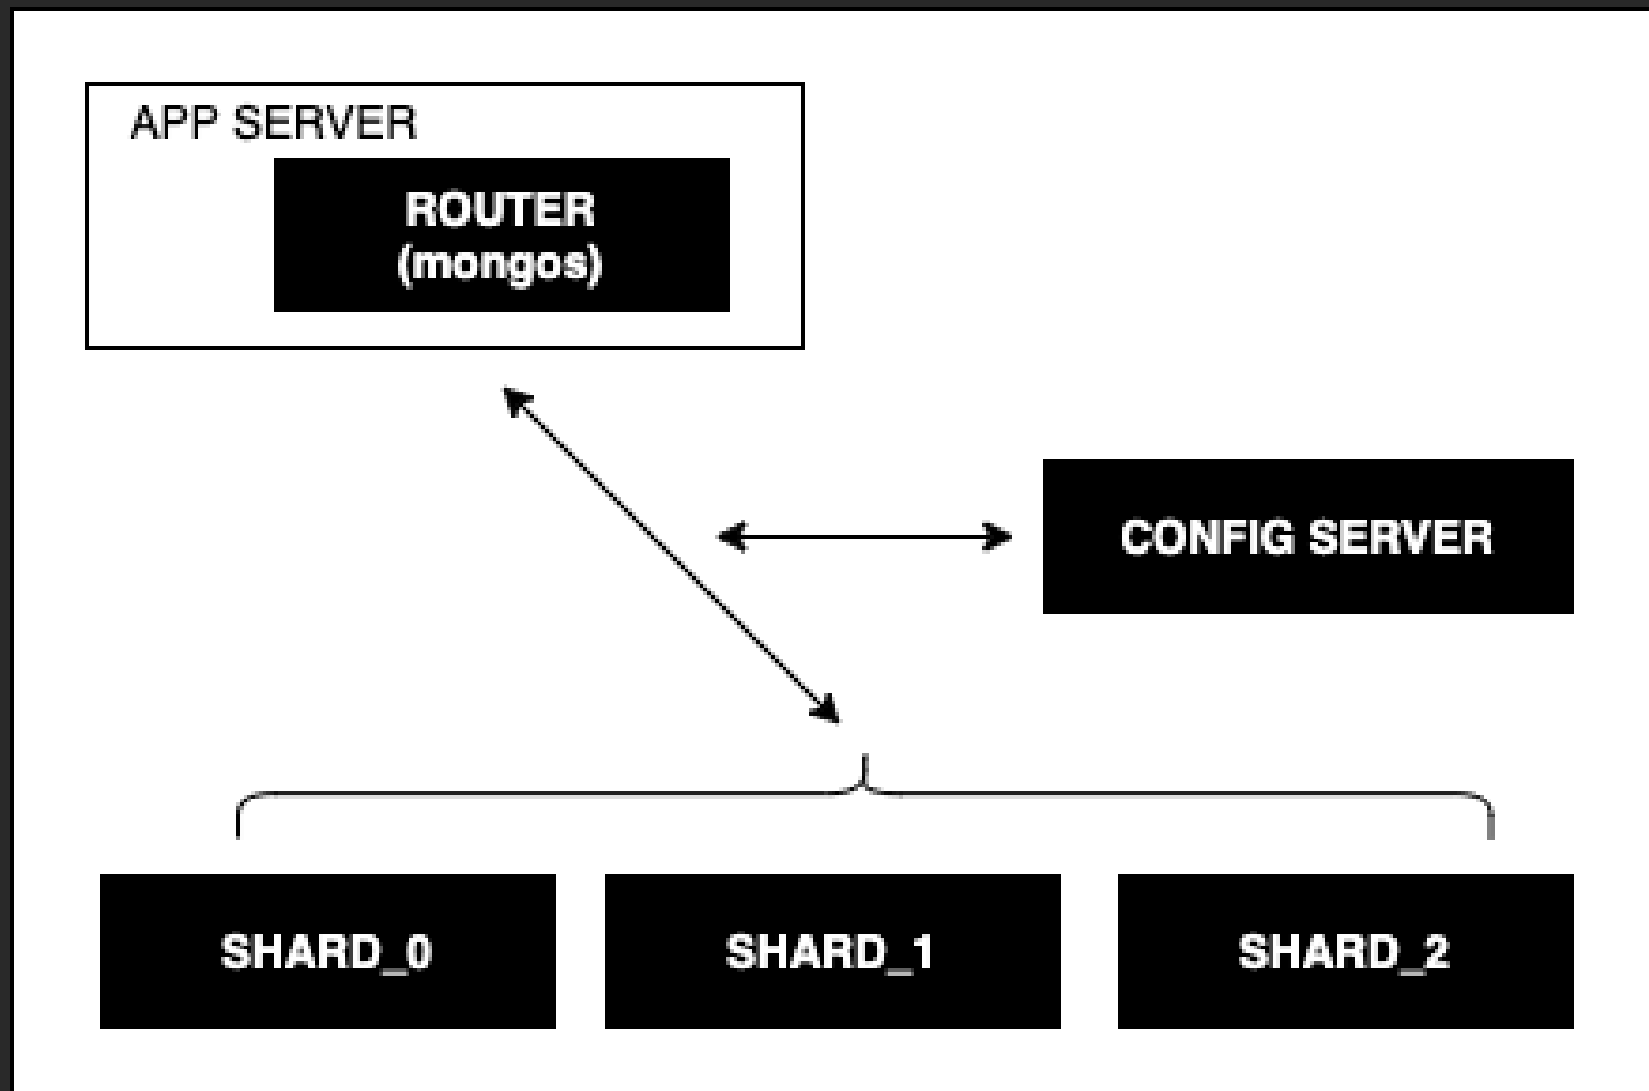 APP SERVER
ROUTER
(mongos)
CONFIG SERVER
SHARD_0
SHARD_1
SHARD_2